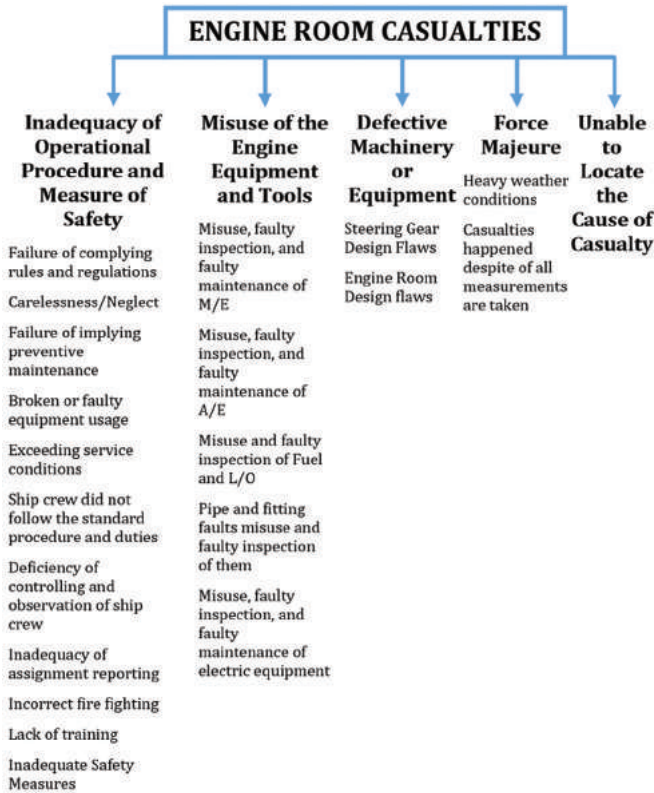 ENGINE ROOM CASUALTIES
Inadequacy of
Operational
Procedure and
Measure of
Safety
Failure of complying
rules and regulations
Carelessness/Neglect
Failure of implying
preventive
maintenance
Broken or faulty
equipment usage
Exceeding service
conditions
Ship crew did not
follow the standard
procedure and duties
Deficiency of
controlling and
observation of ship
crew
Inadequacy of
assignment reporting
Incorrect fire fighting
Lack of training
Inadequate Safety
Measures
Misuse of the
Engine
Equipment
and Tools
Misuse, faulty
inspection, and
faulty
maintenance of
M/E
Misuse, faulty
inspection, and
faulty
maintenance of
A/E
Misuse and faulty
inspection of Fuel
and L/O
Pipe and fitting
faults misuse and
faulty inspection
of them
Misuse, faulty
inspection, and
faulty
maintenance of
electric equipment
Defective
Machinery
or
Equipment
Steering Gear
Design Flaws
Engine Room
Design flaws
Force
Majeure
Heavy weather
conditions
Casualties
happened
despite of all
measurements
are taken
Unable
to
Locate
the
Cause of
Casualty